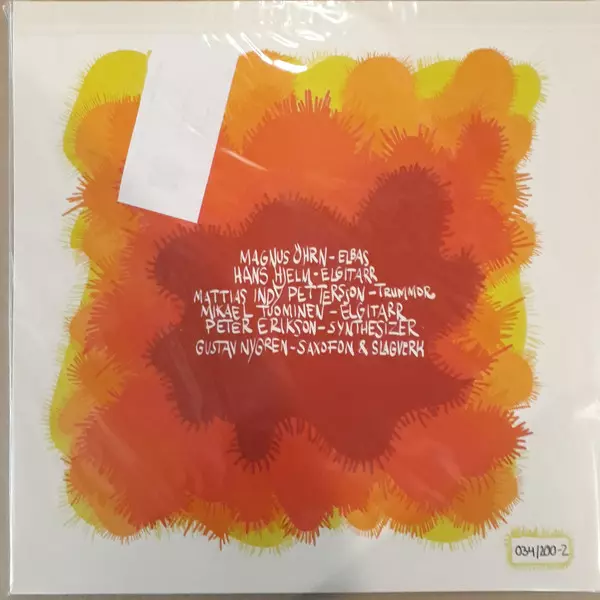 MAGNUS ÖHRN – ELBAS
HANS HJELM – ELGITARR
MATTIAS INDY PETTERSSON – TRUMMOR
MIKAEL TUOMINEN – ELGITARR
PETER ERIKSON – SYNTHESIZER
GUSTAV NYGREN – SAXOFON & SLAGVERK
034/200-2